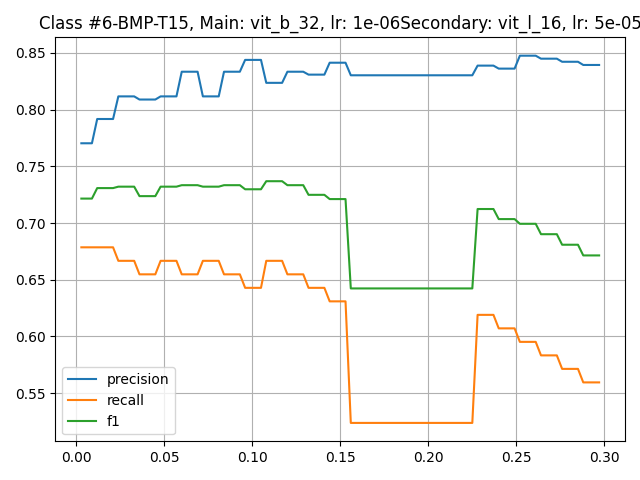 Class #6-BMP-T15, Main: vit_b_32, lr: 1e-06Secondary: vit_l_16, lr: 5e-05
0.85
0.80
0.75
0.70
0.65
0.60
0.55
precision
recall
f1
0.00 0.05 0.10 0.15 0.20 0.25 0.30